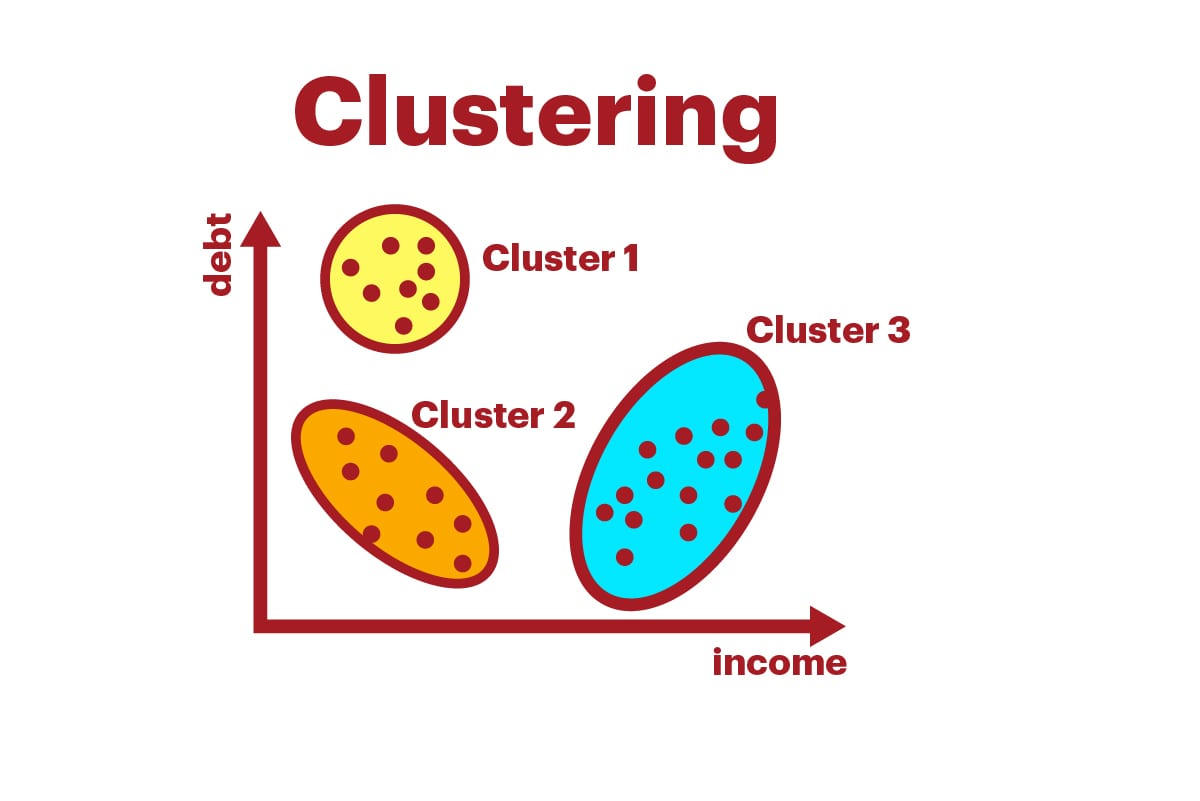 Clustering
debt
Cluster 1
Cluster 3
Cluster 2
income